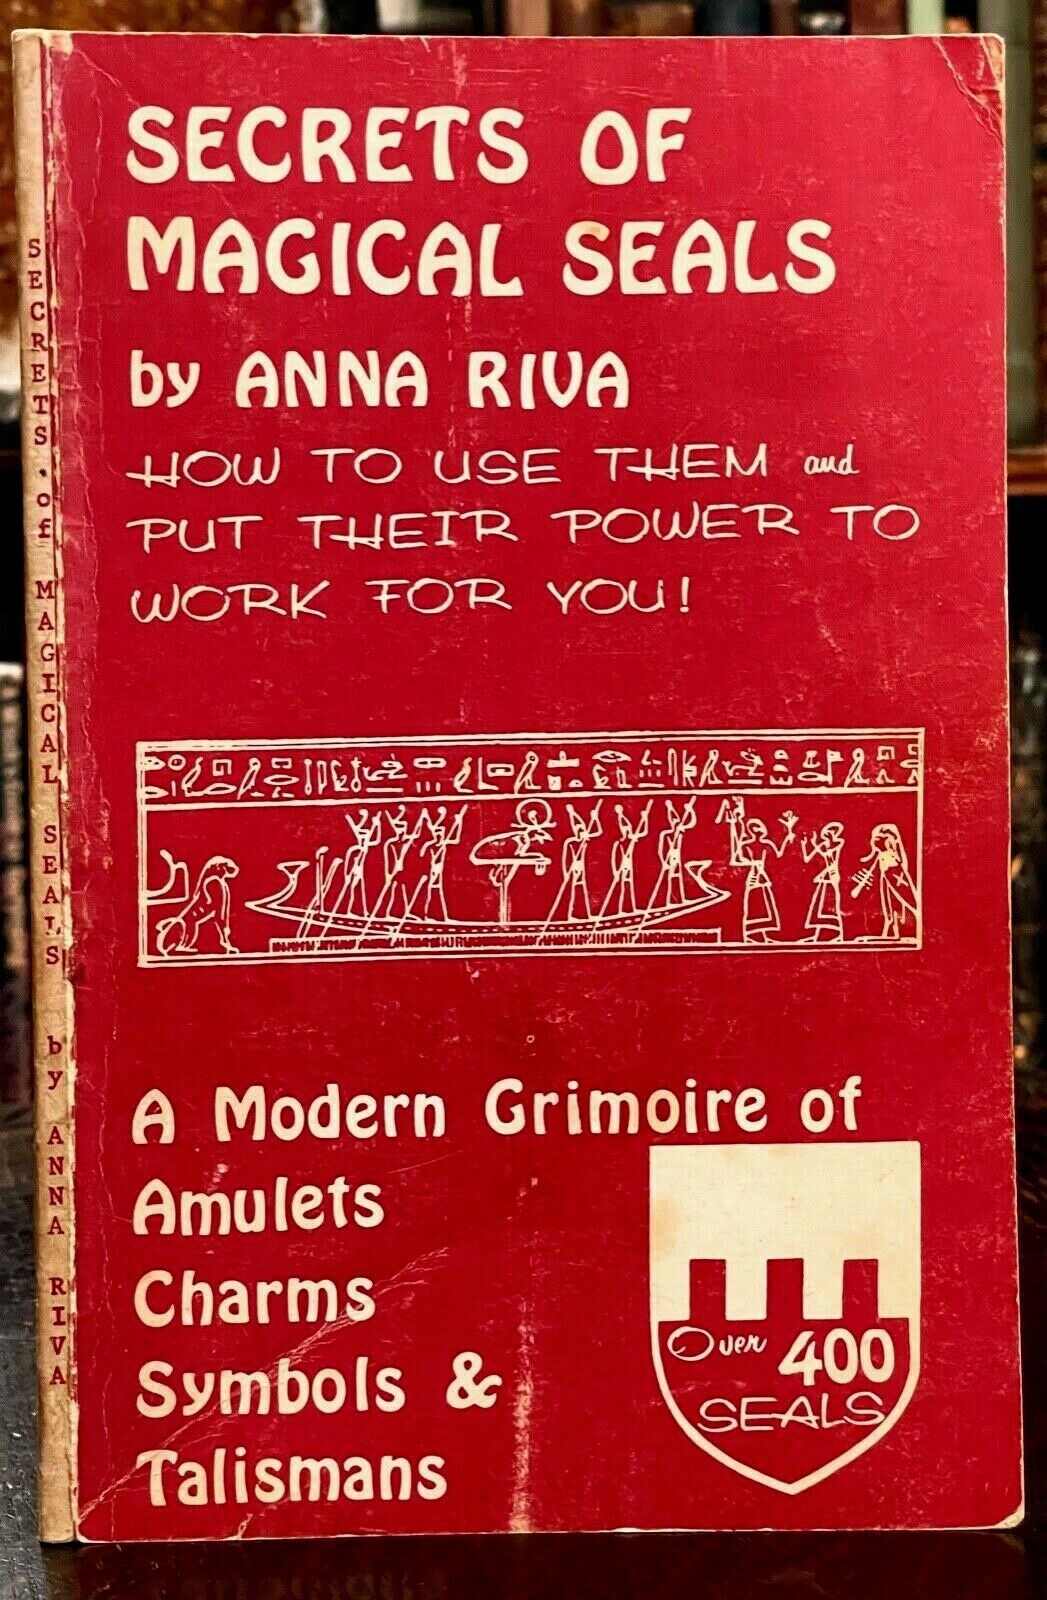 SECRETS OF
MAGICAL SEALS
by ANNA RIVA
HOW TO USE THEM and
PUT THEIR POWER TO
WORK FOR YOU!
A Modern Grimoire of
Amulets
Charms
Symbols &
Talismans
Over 400
SEALS
SECRETS · of MAGICAL SEALS by ANNA RIVA